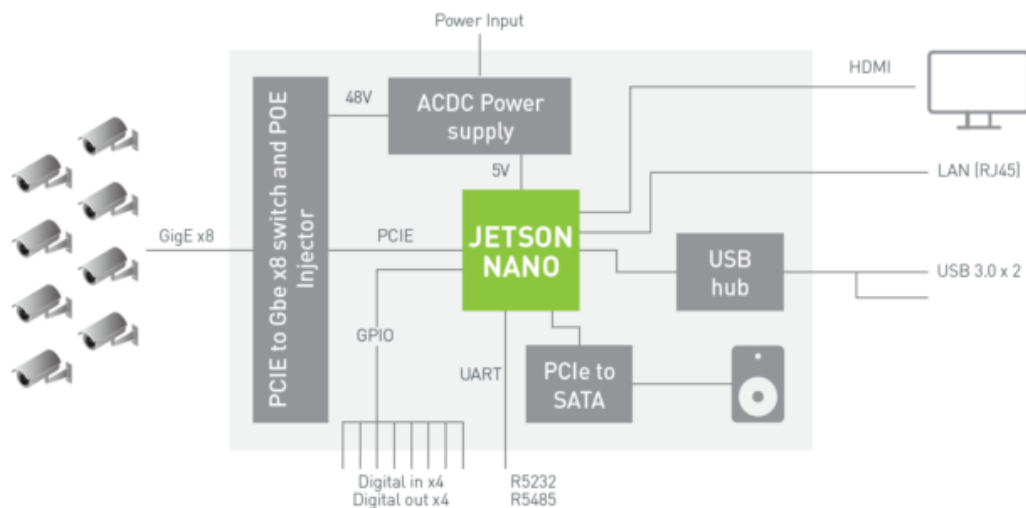 Power Input
HDMI
48V
ACDC Power
supply
5V
LAN (RJ45)
PCIE to Gbe x8 switch and POE
Injector
GigE x8
PCIE
JETSON
NANO
USB
hub
USB 3.0 x 2
GPIO
UART
PCIe to
SATA
Digital in x4
Digital out x4
R5232
R5485